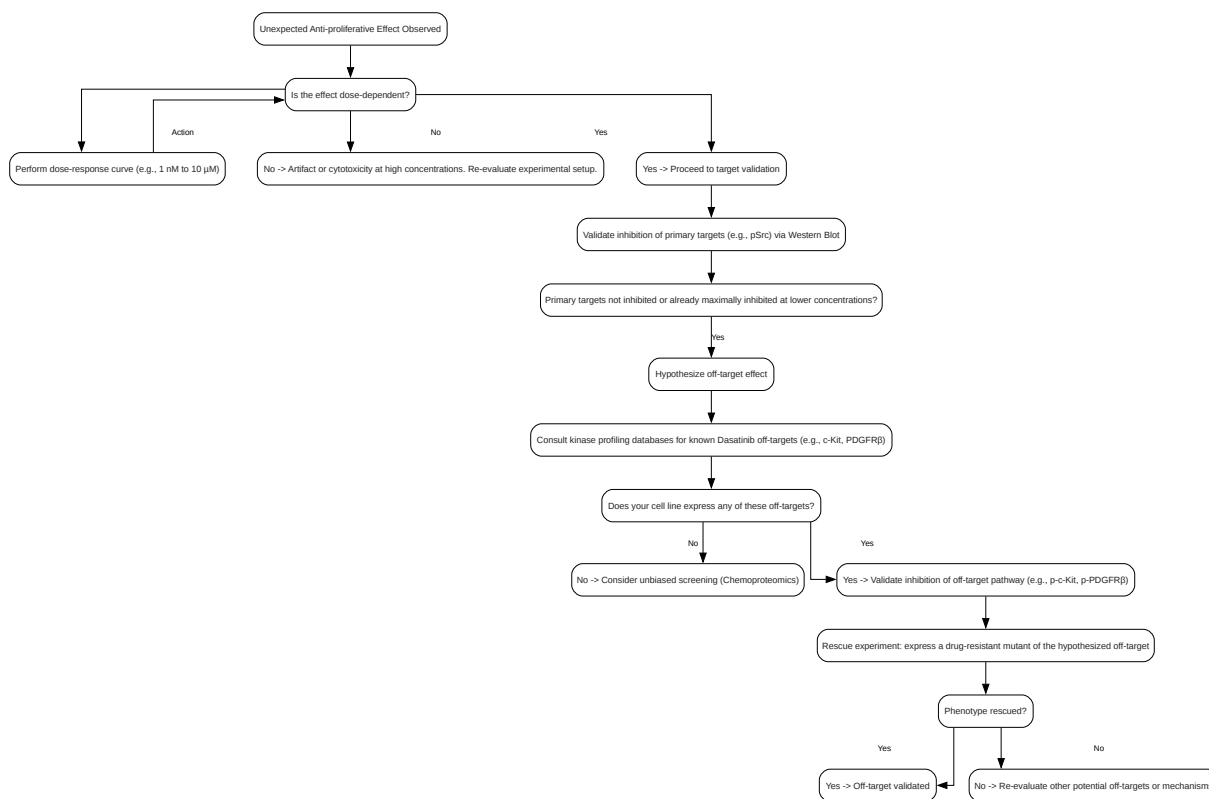 Unexpected Anti-proliferative Effect Observed
Is the effect dose-dependent?
Action
No
Yes
Perform dose-response curve (e.g., 1 nM to 10 µM)
No -> Artifact or cytotoxicity at high concentrations. Re-evaluate experimental setup.
Yes -> Proceed to target validation
Validate inhibition of primary targets (e.g., pSrc) via Western Blot
Primary targets not inhibited or already maximally inhibited at lower concentrations?
Yes
Hypothesize off-target effect
Consult kinase profiling databases for known Dasatinib off-targets (e.g., c-Kit, PDGFRβ)
Does your cell line express any of these off-targets?
No
Yes
No -> Consider unbiased screening (Chemoproteomics)
Yes -> Validate inhibition of off-target pathway (e.g., p-c-Kit, p-PDGFRβ)
Rescue experiment: express a drug-resistant mutant of the hypothesized off-target
Phenotype rescued?
Yes
No
Yes -> Off-target validated
No -> Re-evaluate other potential off-targets or mechanisms